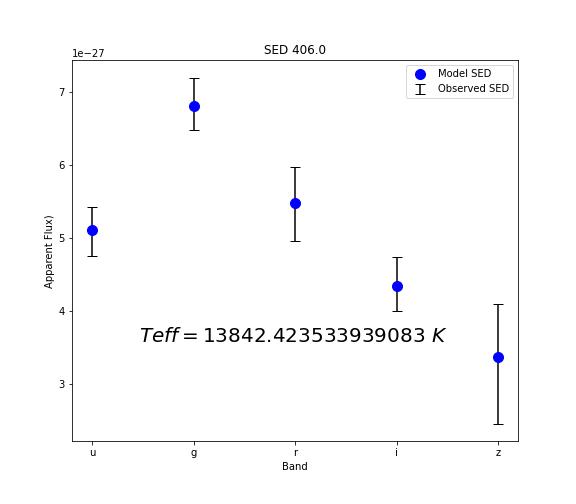 SED 406.0
1e−27
Model SED
Observed SED
7
6
5
4
3
Apparent Flux)
Teff = 13842.423533939083 K
u g r i z
Band